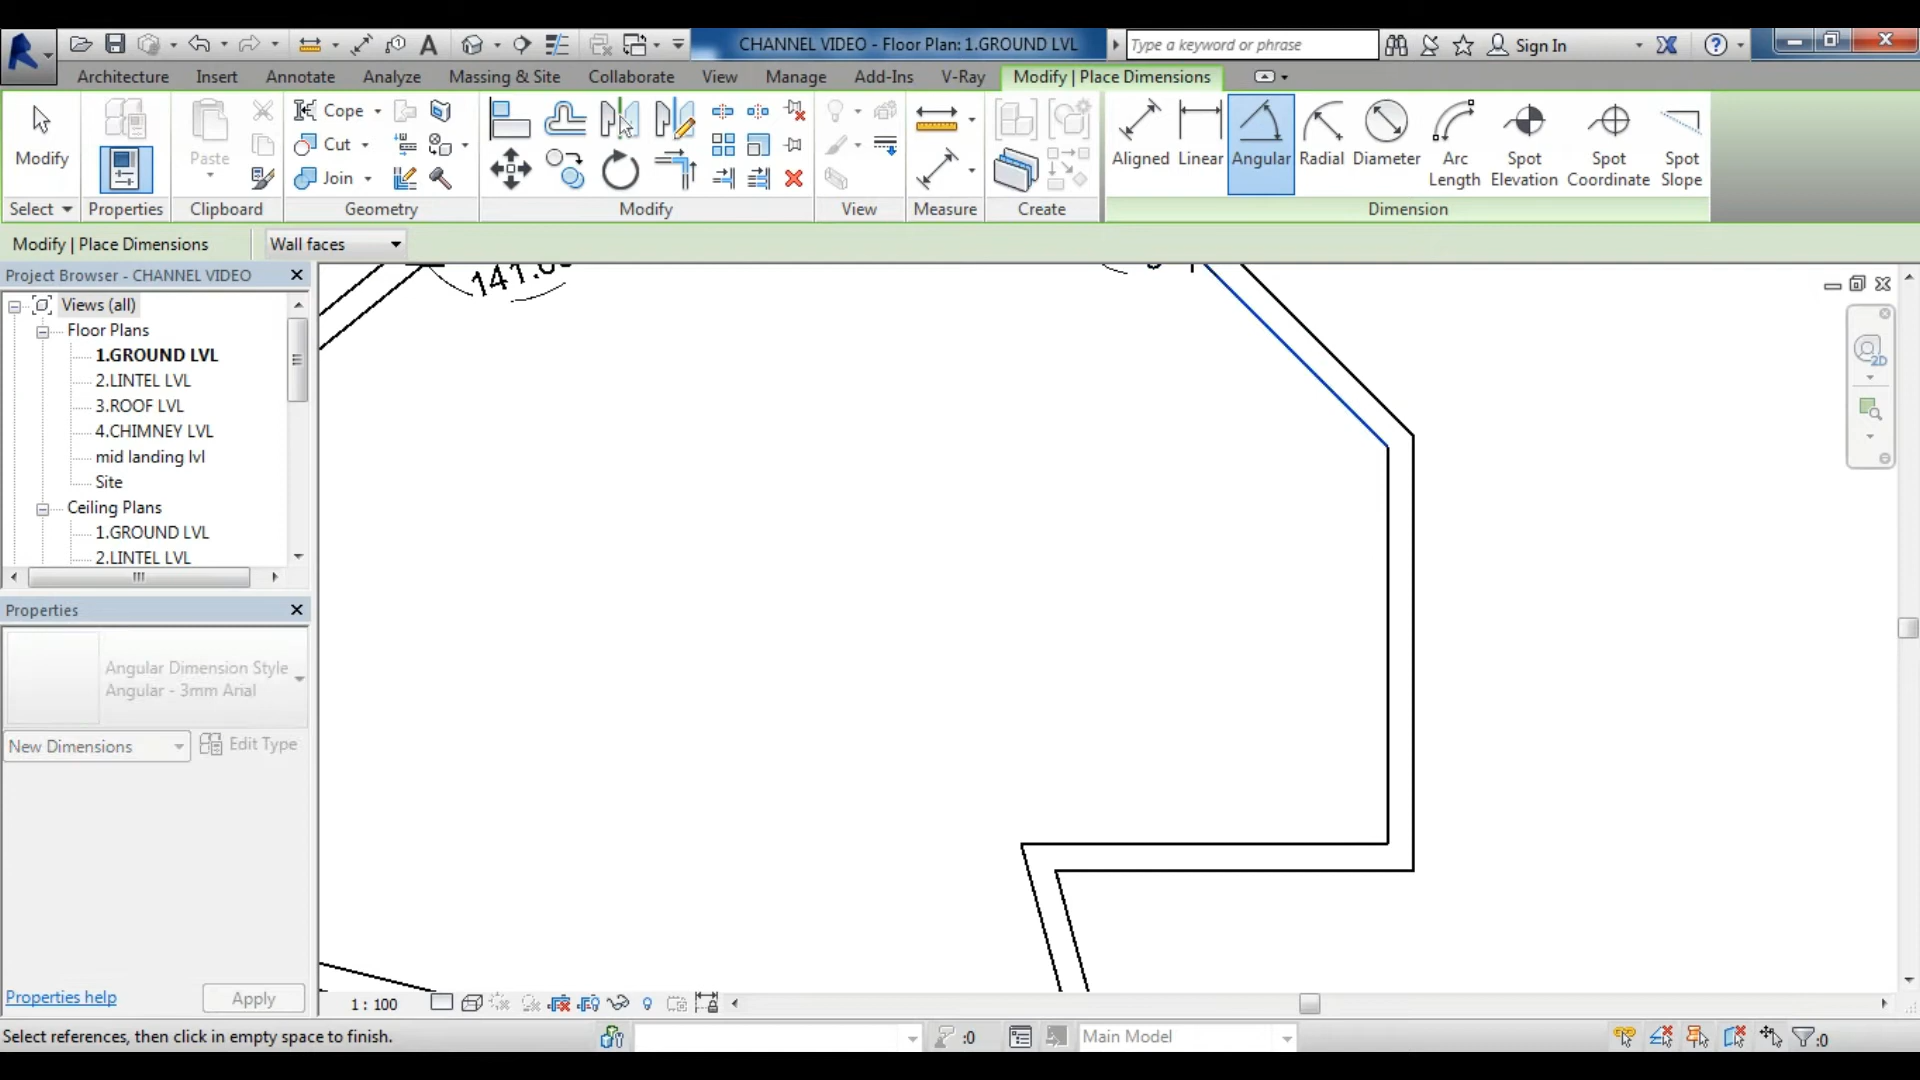 CHANNEL VIDEO - Floor Plan: 1.GROUND LVL
Type a keyword or phrase
Sign In
Architecture Insert Annotate Analyze Massing & Site Collaborate View Manage Add-Ins V-Ray Modify | Place Dimensions
Modify
Paste
Cope
Cut
Join
Aligned Linear Angular Radial Diameter Arc Length Spot Elevation Spot Coordinate Spot Slope
Select Properties Clipboard Geometry Modify View Measure Create Dimension
Modify | Place Dimensions Wall faces
Project Browser - CHANNEL VIDEO
Views (all)
Floor Plans
1.GROUND LVL
2.LINTEL LVL
3.ROOF LVL
4.CHIMNEY LVL
mid landing lvl
Site
Ceiling Plans
1.GROUND LVL
2.LINTEL LVL
2D
Properties
Angular Dimension Style
Angular - 3mm Arial
New Dimensions Edit Type
Properties help Apply
1 : 100
Select references, then click in empty space to finish. :0 Main Model :0